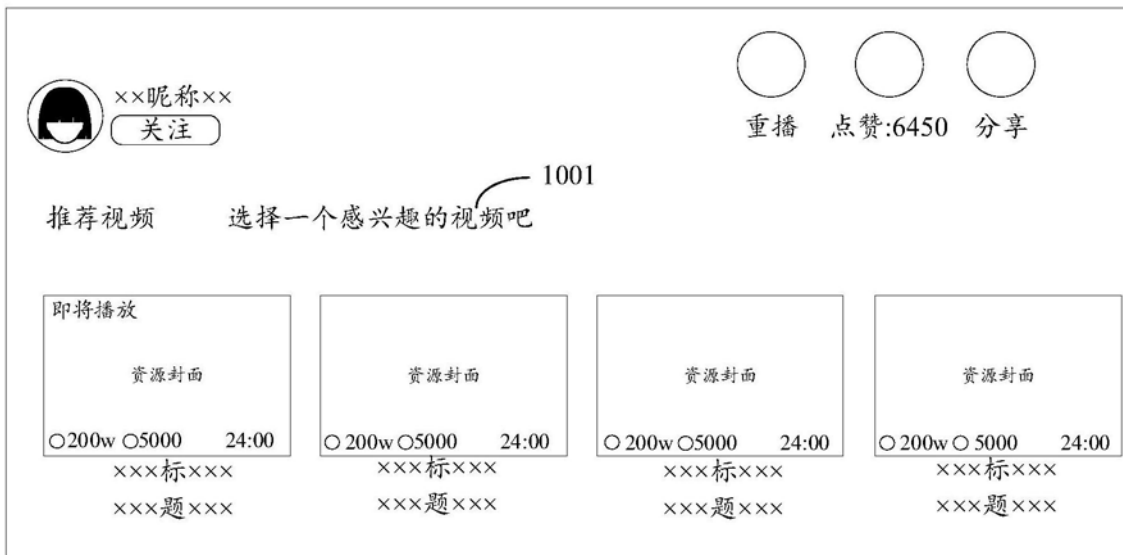 ××昵称××
关注
重播 点赞:6450 分享
1001
推荐视频 选择一个感兴趣的视频吧
即将播放
资源封面 资源封面 资源封面 资源封面
200w 5000 24:00 200w 5000 24:00 200w 5000 24:00 200w 5000 24:00
×××标××× ×××标××× ×××标××× ×××标×××
×××题××× ×××题××× ×××题××× ×××题×××